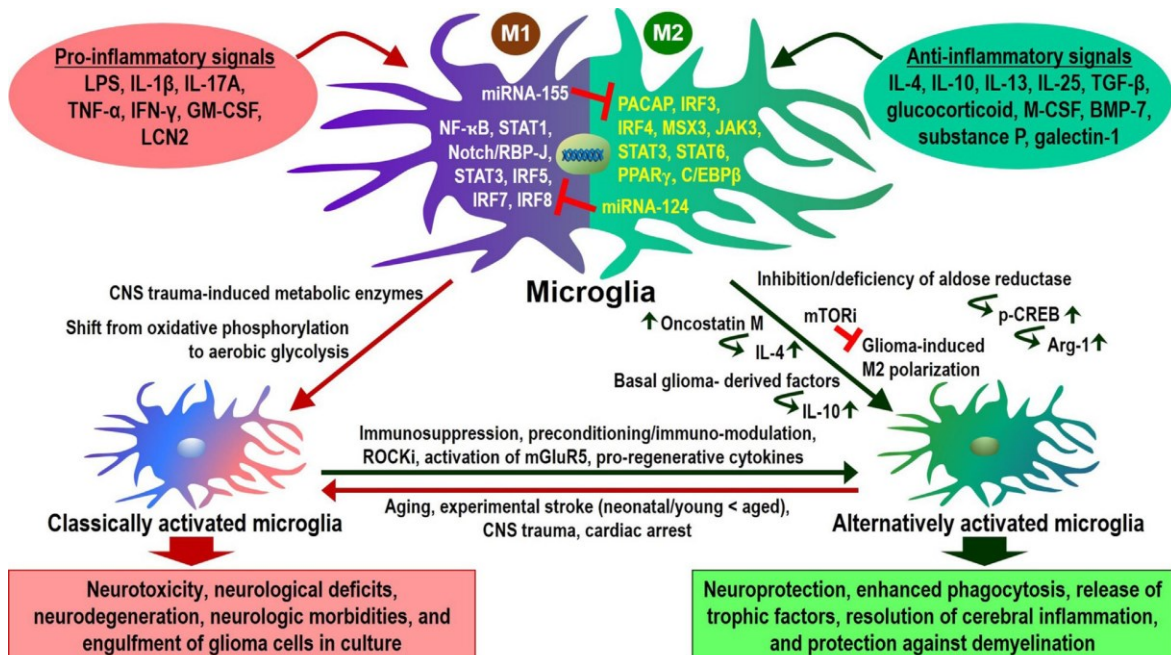 M1
M2
Pro-inflammatory signals
LPS, IL-1β, IL-17A,
TNF-α, IFN-γ, GM-CSF,
LCN2
Anti-inflammatory signals
IL-4, IL-10, IL-13, IL-25, TGF-β,
glucocorticoid, M-CSF, BMP-7,
substance P, galectin-1
miRNA-155
NF-κB, STAT1,
Notch/RBP-J,
STAT3, IRF5,
IRF7, IRF8
PACAP, IRF3,
IRF4, MSX3, JAK3,
STAT3, STAT6,
PPARγ, C/EBPβ
miRNA-124
Microglia
CNS trauma-induced metabolic enzymes
Shift from oxidative phosphorylation
to aerobic glycolysis
Oncostatin M
IL-4
Basal glioma- derived factors
IL-10
Inhibition/deficiency of aldose reductase
p-CREB
Arg-1
mTORi
Glioma-induced
M2 polarization
Immunosuppression, preconditioning/immuno-modulation,
ROCKi, activation of mGluR5, pro-regenerative cytokines
Aging, experimental stroke (neonatal/young < aged),
CNS trauma, cardiac arrest
Classically activated microglia
Alternatively activated microglia
Neurotoxicity, neurological deficits,
neurodegeneration, neurologic morbidities, and
engulfment of glioma cells in culture
Neuroprotection, enhanced phagocytosis, release of
trophic factors, resolution of cerebral inflammation,
and protection against demyelination